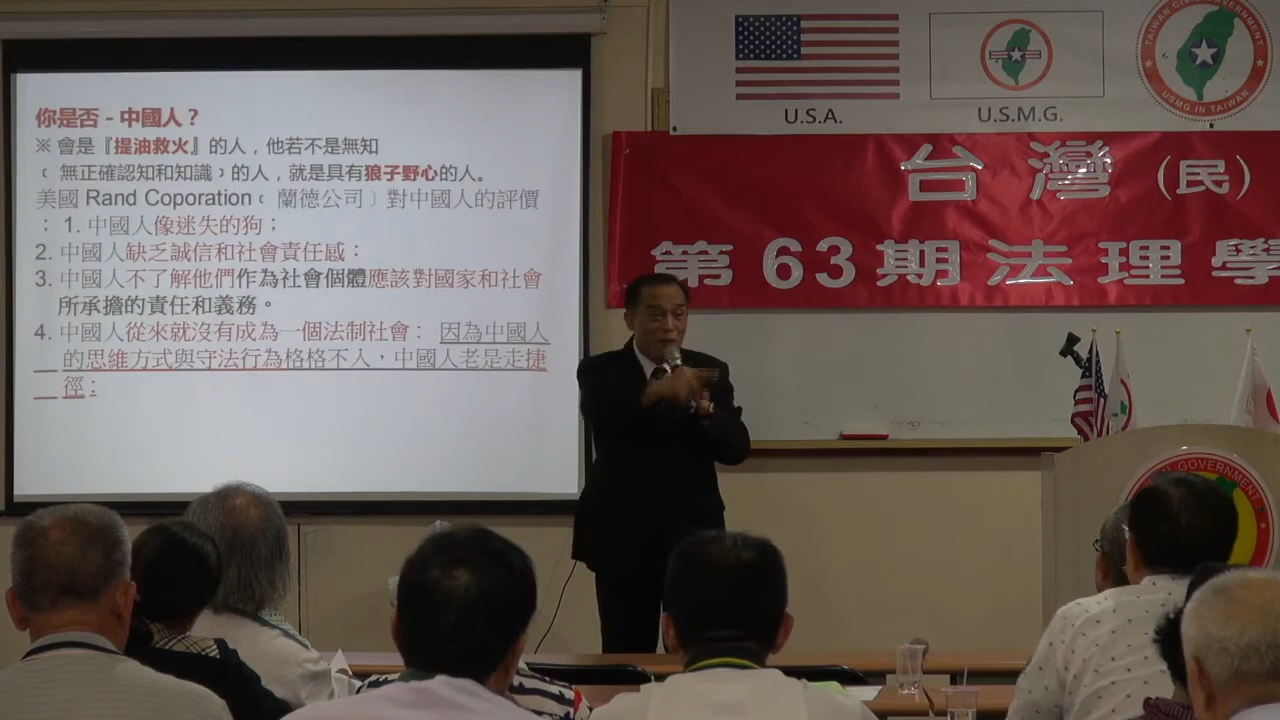 你是否－中國人？
※ 會是『提油救火』的人，他若不是無知
﹝ 無正確認知和知識﹞的人，就是具有狼子野心的人。
美國 Rand Coporation﹝ 蘭德公司﹞對中國人的評價
；1. 中國人像迷失的狗；
2. 中國人缺乏誠信和社會責任感：
3. 中國人不了解他們作為社會個體應該對國家和社會
所承擔的責任和義務。
4. 中國人從來就沒有成為一個法制社會： 因為中國人
的思維方式與守法行為格格不入，中國人老是走捷
徑：
U.S.A.
U.S.M.G.
TAIWAN CIVIL GOVERNMENT
USMG IN TAIWAN
台灣(民)
第63期法理學
GOVERNMENT